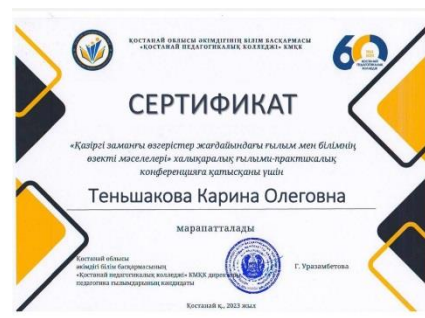 ҚОСТАНАЙ ОБЛЫСЫ ӘКІМДІГІНІҢ БІЛІМ БАСҚАРМАСЫ
«ҚОСТАНАЙ ПЕДАГОГИКАЛЫҚ КОЛЛЕДЖІ» КМҚК
60
СЕРТИФИКАТ
«Қазіргі заманғы өзгерістер жағдайындағы ғылым мен білімнің
өзекті мәселелері» халықаралық ғылыми-практикалық
конференцияға қатысқаны үшін
Теньшакова Карина Олеговна
марапатталады
Қостанай облысы
әкімдігі білім басқармасының
«Қостанай педагогикалық колледжі» КМҚК
педагогика ғылымдарының кандидаты
Г. Уразамбетова
Қостанай қ., 2023 жыл